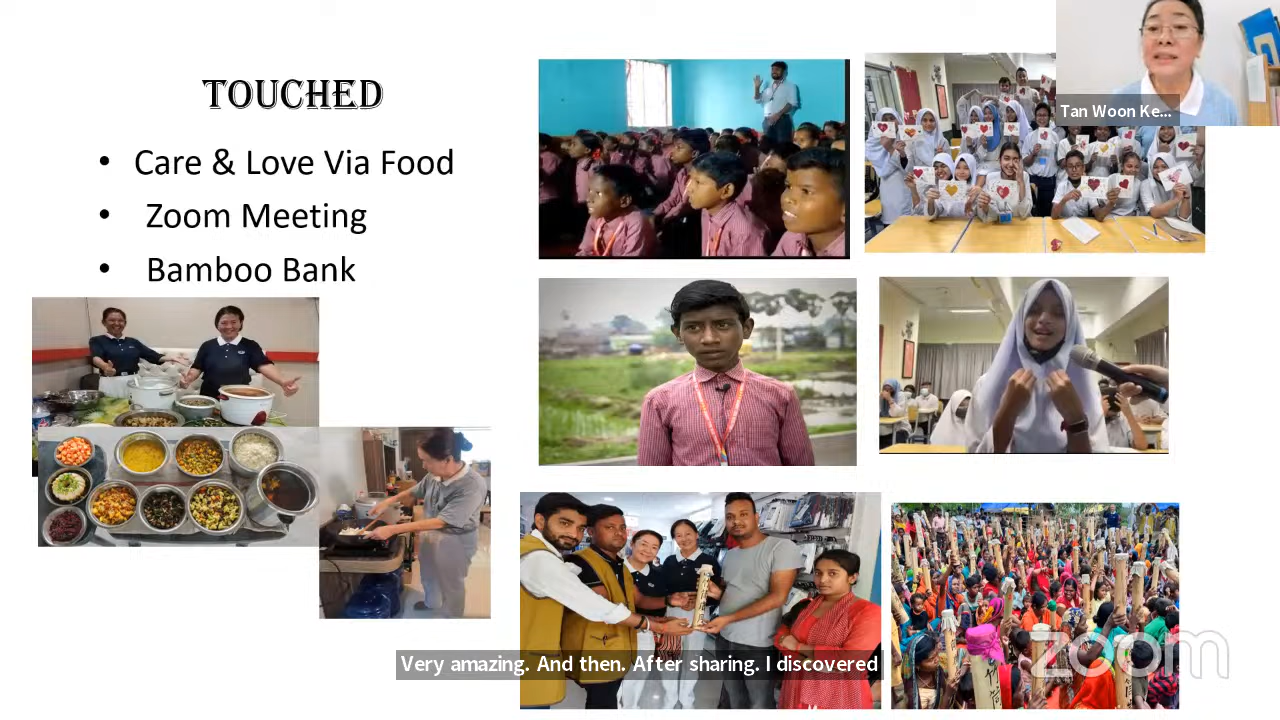 TOUCHED
• Care & Love Via Food
• Zoom Meeting
• Bamboo Bank
Tan Woon Ke...
Very amazing. And then. After sharing. I discovered
zoom